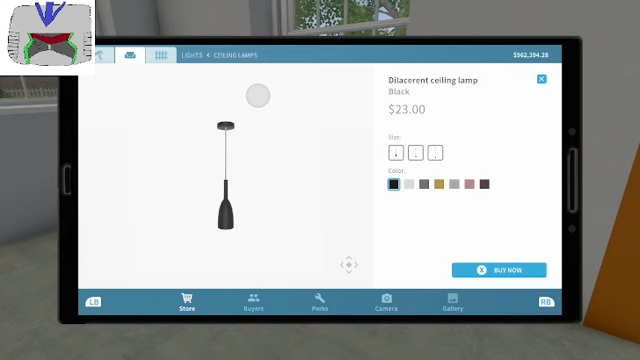 LIGHTS < CEILING LAMPS
$962,294.28
Dilacerent ceiling lamp
Black
$23.00
Size:
Color:
X BUY NOW
LB
Store
Buyers
Perks
Camera
Gallery
RB